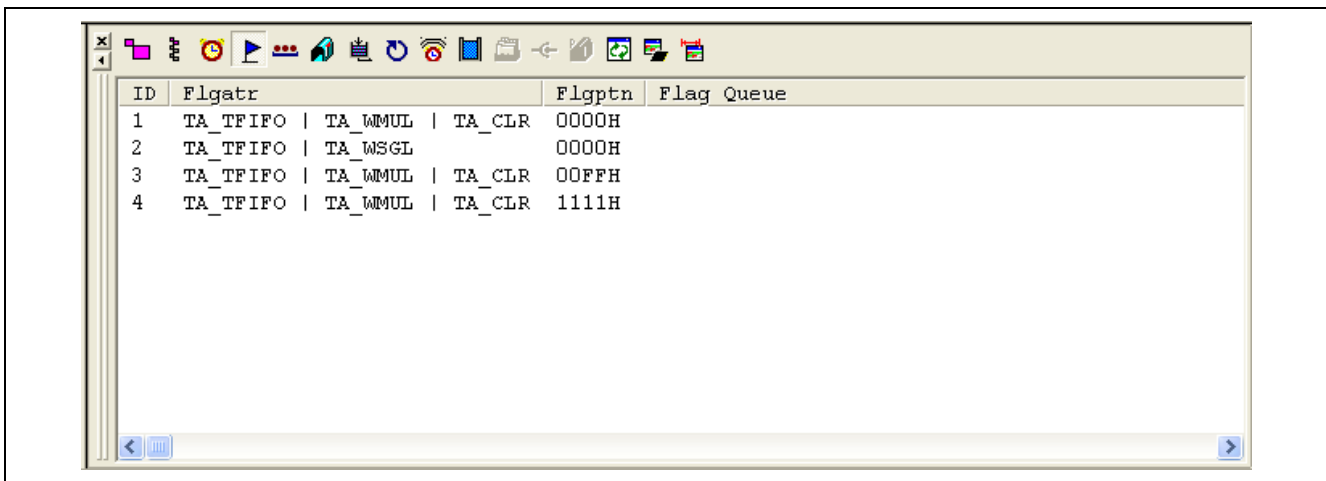 ID Flgatr Flgptn Flag Queue
1 TA_TFIFO | TA_WMUL | TA_CLR 0000H
2 TA_TFIFO | TA_WSGL 0000H
3 TA_TFIFO | TA_WMUL | TA_CLR 00FFH
4 TA_TFIFO | TA_WMUL | TA_CLR 1111H